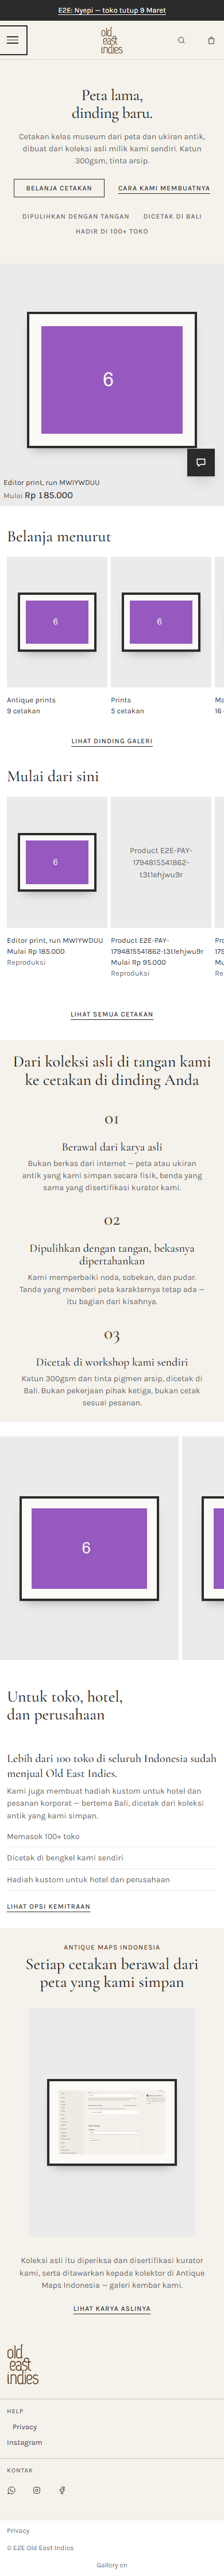 E2E: Nyepi — toko tutup 9 Maret
old
east
indies
Peta lama,
dinding baru.
Cetakan kelas museum dari peta dan ukiran antik,
dibuat dari koleksi asli milik kami sendiri. Katun
300gsm, tinta arsip.
BELANJA CETAKAN
CARA KAMI MEMBUATNYA
DIPULIHKAN DENGAN TANGAN
DICETAK DI BALI
HADIR DI 100+ TOKO
6
Editor print, run MWIYWDUU
Mulai Rp 185.000
Belanja menurut
6
6
Antique prints
9 cetakan
Prints
5 cetakan
Ma
16
LIHAT DINDING GALERI
Mulai dari sini
6
Product E2E-PAY-
1794815541862-
t3t1ehjwu9r
Editor print, run MWIYWDUU
Mulai Rp 185.000
Reproduksi
Product E2E-PAY-
1794815541862-t3t1ehjwu9r
Mulai Rp 95.000
Reproduksi
LIHAT SEMUA CETAKAN
Dari koleksi asli di tangan kami
ke cetakan di dinding Anda
01
Berawal dari karya asli
Bukan berkas dari internet — peta atau ukiran
antik yang kami simpan secara fisik, benda yang
sama yang disertifikasi kurator kami.
02
Dipulihkan dengan tangan, bekasnya
dipertahankan
Kami memperbaiki noda, sobekan, dan pudar.
Tanda yang memberi peta karakternya tetap ada —
itu bagian dari kisahnya.
03
Dicetak di workshop kami sendiri
Katun 300gsm dan tinta pigmen arsip, dicetak di
Bali. Bukan pekerjaan pihak ketiga, bukan cetak
sesuai pesanan.
6
Untuk toko, hotel,
dan perusahaan
Lebih dari 100 toko di seluruh Indonesia sudah
menjual Old East Indies.
Kami juga membuat hadiah kustom untuk hotel dan
pesanan korporat — bertema Bali, dicetak dari koleksi
antik yang kami simpan.
Memasok 100+ toko
Dicetak di bengkel kami sendiri
Hadiah kustom untuk hotel dan perusahaan
LIHAT OPSI KEMITRAAN
ANTIQUE MAPS INDONESIA
Setiap cetakan berawal dari
peta yang kami simpan
Koleksi asli itu diperiksa dan disertifikasi kurator
kami, serta ditawarkan kepada kolektor di Antique
Maps Indonesia — galeri kembar kami.
LIHAT KARYA ASLINYA
old
east
indies
HELP
Privacy
Instagram
KONTAK
Privacy
© E2E Old East Indies
Gallery on